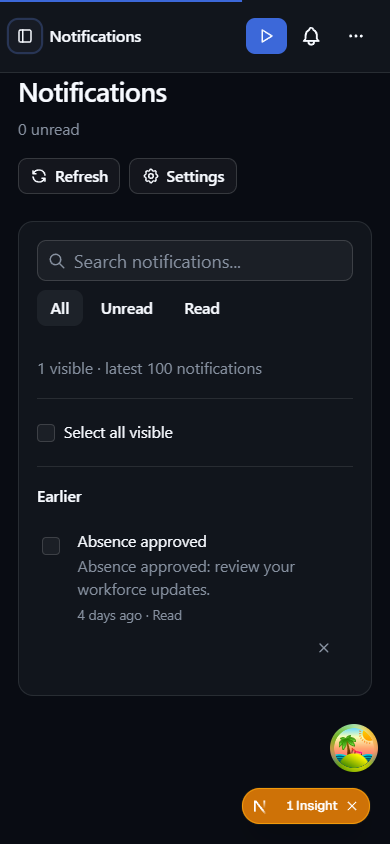 Notifications
Notifications
0 unread
Refresh
Settings
Search notifications...
All
Unread
Read
1 visible · latest 100 notifications
Select all visible
Earlier
Absence approved
Absence approved: review your
workforce updates.
4 days ago · Read
1 Insight